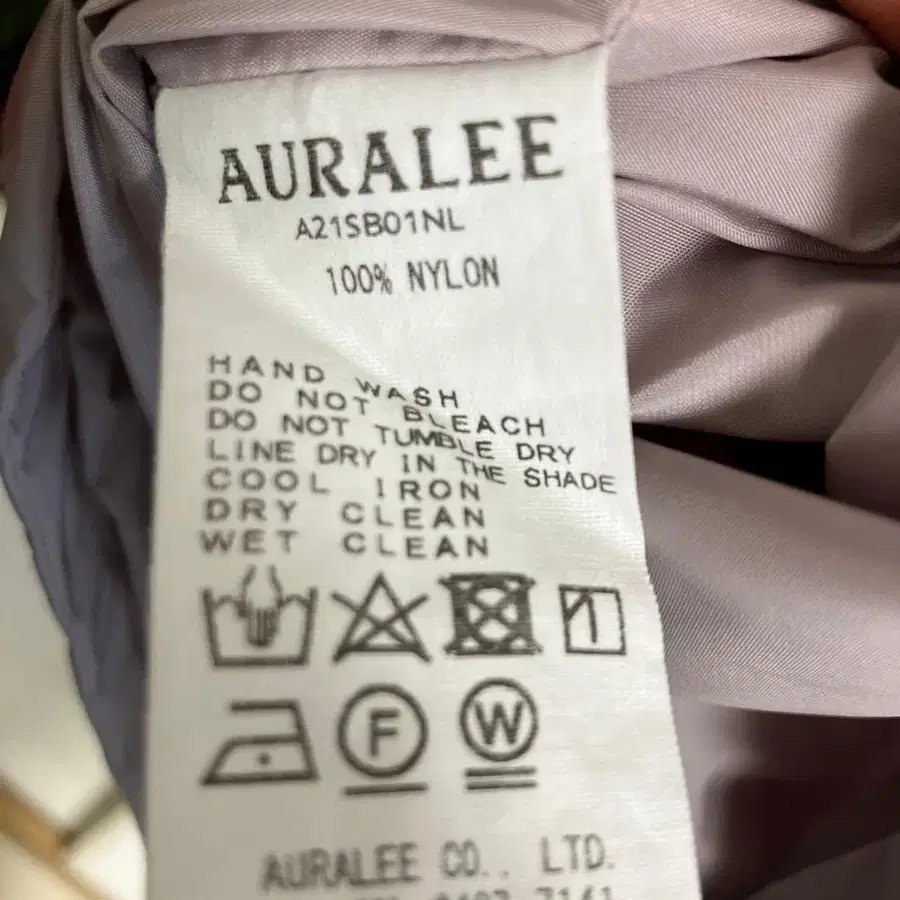 AURALEE
A21SB01NL
100% NYLON
HAND WASH
DO NOT BLEACH
DO NOT TUMBLE DRY
LINE DRY IN THE SHADE
COOL IRON
DRY CLEAN
WET CLEAN
F W
AURALEE CO., LTD.